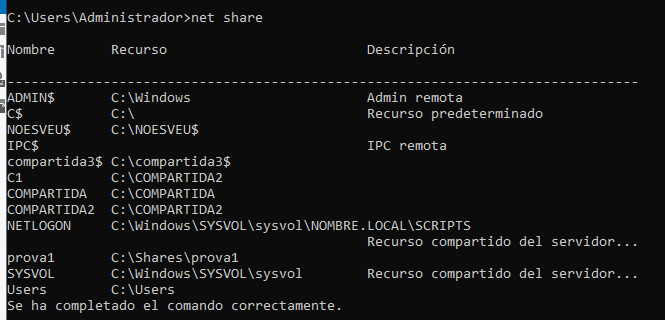 C:\Users\Administrador>net share
Nombre Recurso Descripción
-------------------------------------------------------------------------------
ADMIN$ C:\Windows Admin remota
C$ C:\ Recurso predeterminado
NOESVEU$ C:\NOESVEU$
IPC$ IPC remota
compartida3$ C:\compartida3$
C1 C:\COMPARTIDA2
COMPARTIDA C:\COMPARTIDA
COMPARTIDA2 C:\COMPARTIDA2
NETLOGON C:\Windows\SYSVOL\sysvol\NOMBRE.LOCAL\SCRIPTS
Recurso compartido del servidor...
prova1 C:\Shares\prova1
SYSVOL C:\Windows\SYSVOL\sysvol Recurso compartido del servidor...
Users C:\Users
Se ha completado el comando correctamente.